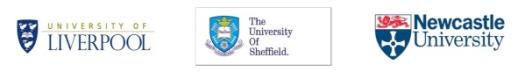 UNIVERSITY OF
LIVERPOOL
The
University
Of
Sheffield.
Newcastle
University